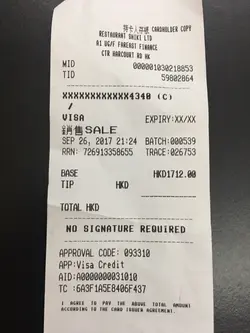 持卡人存根 CARDHOLDER COPY
RESTAURANT SHIKI LTD
A1 UG/F FAREAST FINANCE
CTR HARCOURT RD HK
MID 000001030218853
TID 59802864
XXXXXXXXXXXX4340 (C)
/
VISA EXPIRY:XX/XX
銷售SALE
SEP 26, 2017 21:24 BATCH:000539
RRN: 726913358655 TRACE:026753
BASE HKD1712.00
TIP HKD
TOTAL HKD
NO SIGNATURE REQUIRED
APPROVAL CODE: 093310
APP:Visa Credit
AID:A0000000031010
TC :6A3F1A5E8406F437
I AGREE TO PAY THE ABOVE TOTAL AMOUNT
ACCORDING TO THE CARD ISSUER AGREEMENT.